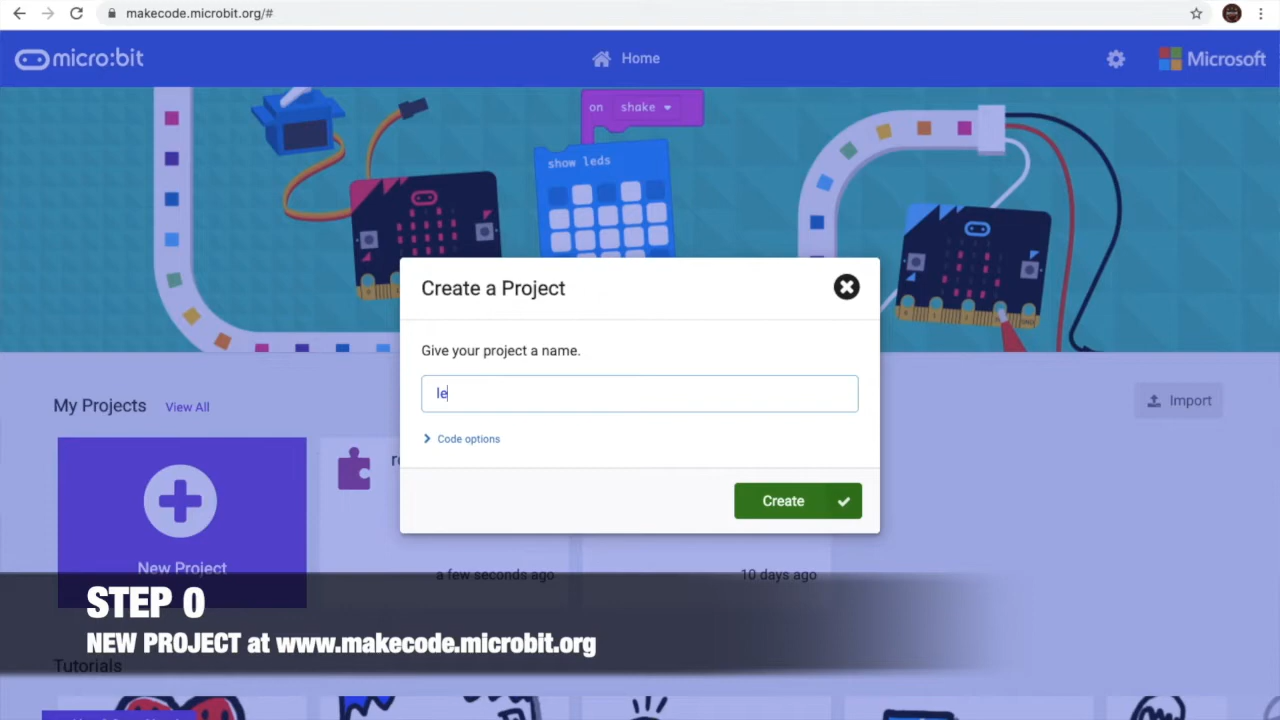 makecode.microbit.org/#
micro:bit
Home
Microsoft
on shake
show leds
Create a Project
Give your project a name.
le
Code options
Create
My Projects
View All
Import
New Project
a few seconds ago
10 days ago
STEP 0
NEW PROJECT at www.makecode.microbit.org
Tutorials